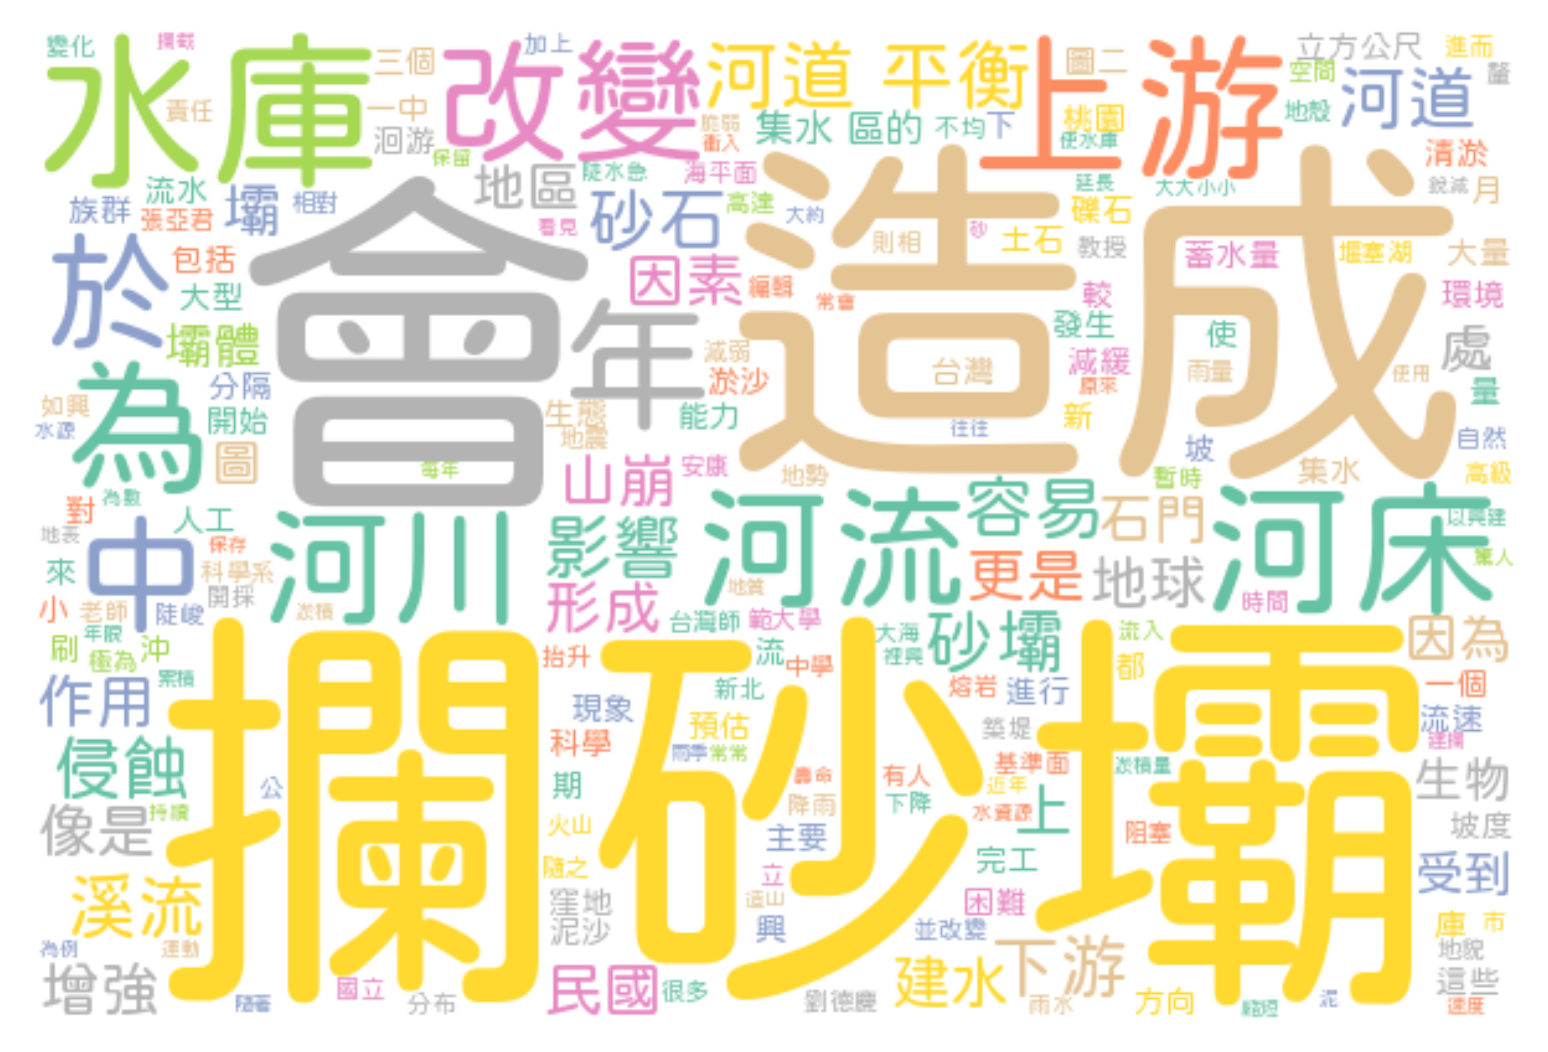 變化 攔截 水庫 三個 改變 加上 河道 平衡 上游 圖二 立方公尺 進而
責任 一中 洄游 保留 脆弱 衝入 集水 區的 不均 下 桃園 使水庫 空間 地殼 河道 釐
族群 流水 張亞君 壩 相對 地區 陡水急 海平面 延長 大大小小 清淤 銳減 月
於 包括 大型 會 看見 砂石 高達 大約 造成 則相 砂 土石 礫石 教授 蓄水量 堰塞湖 大量
壩體 年 因素 編輯 常會 較 發生 使 環境
為 分隔 減弱 淤沙 台灣 減緩 原來 雨量 使用 處 量
如興 水源 開始 圖 生態 地震 能力 往往 新 坡 自然
每年 山崩 安康 地勢 暫時 集水 高級
對 為數 地表 人工 保存 河川 影響 河流 容易 石門 河床 以興建
來 中 科學系 開採 地質 更是 地球 驚人
小 老師 陡峻 淤積 形成 台灣師 範大學 大海 裡興 砂壩 流入 時間 因為
刷 年限 極為 沖 抬升 流 中學 都
作用 累積 攔砂壩 新北 熔岩 進行 一個 流速
侵蝕 現象 預估 科學 雨季 常常 築堤 基準面 淤積量 建攔
公 期 壽命 有人 近年 生物
像是 持續 火山 降雨 下降 水資源 上 坡度
主要 阻塞 隨之 完工 受到
溪流 窪地 立 造山 困難
為例 運動 泥沙 興 並改變 庫 市
增強 隨著 國立 分布 民國 很多 劉德慶 建水 下游 雨水 方向 縮短 泥 地貌 這些 速度